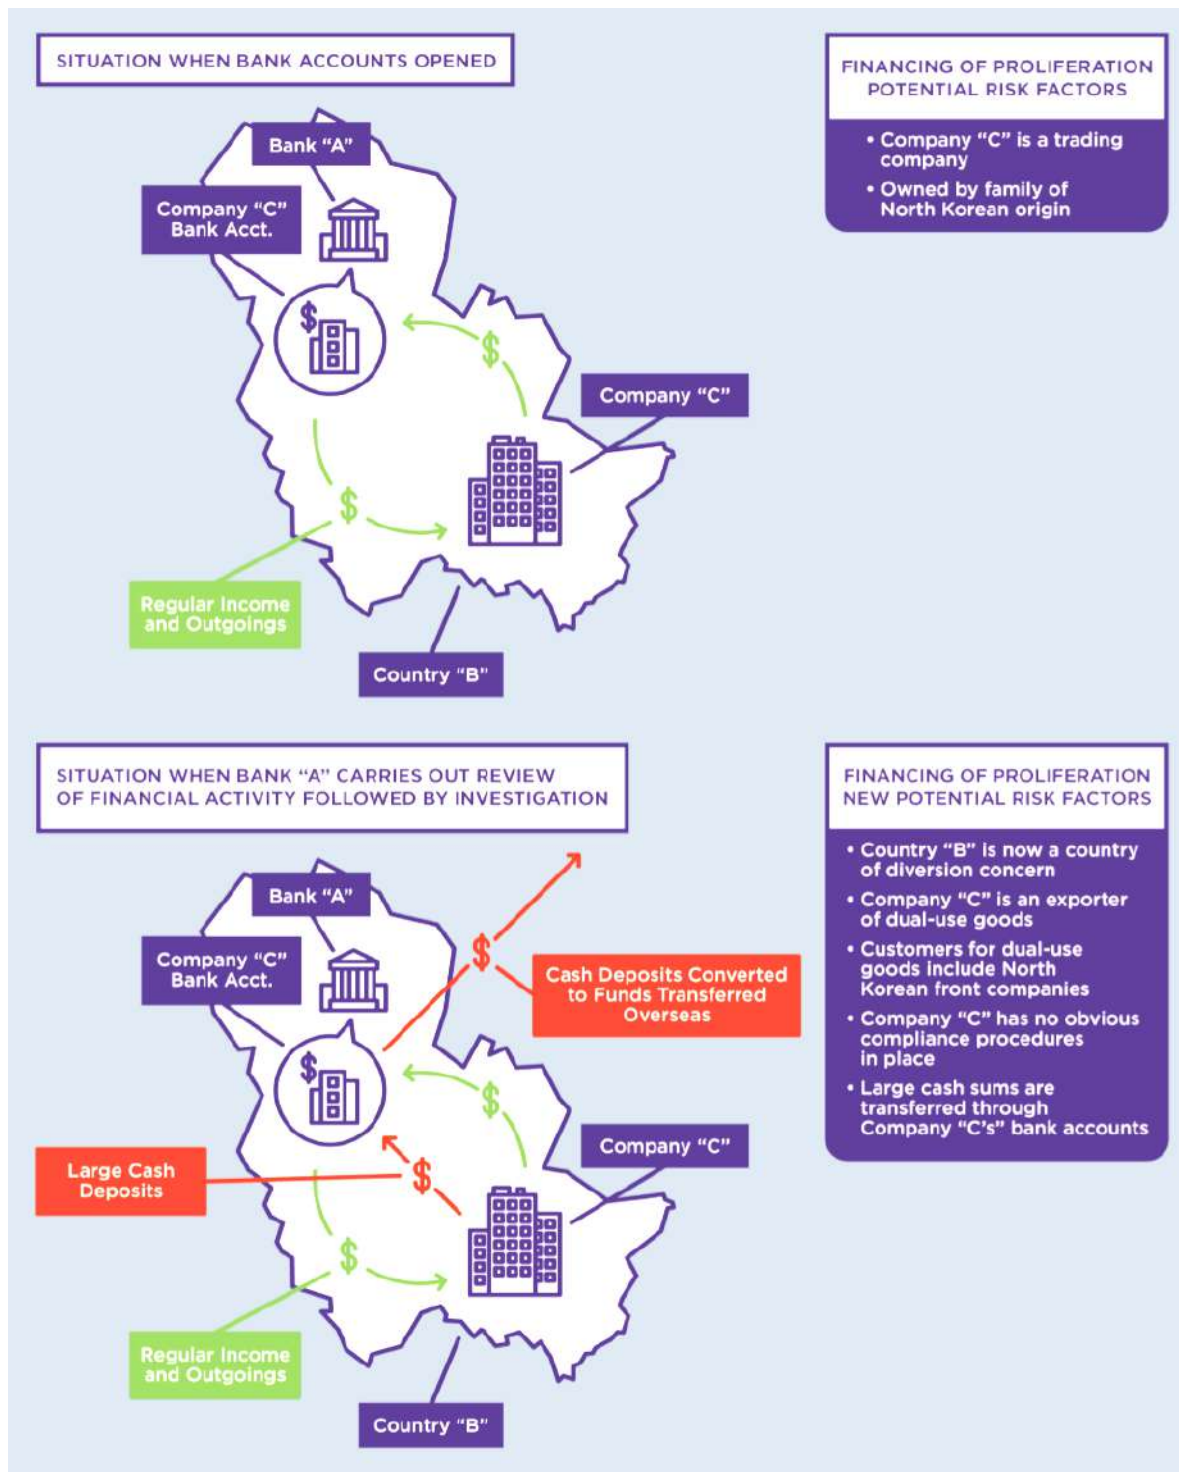 SITUATION WHEN BANK ACCOUNTS OPENED
FINANCING OF PROLIFERATION
POTENTIAL RISK FACTORS
• Company “C” is a trading
company
• Owned by family of
North Korean origin
Bank “A”
Company “C”
Bank Acct.
$
$
Company “C”
$
Regular Income
and Outgoings
Country “B”
SITUATION WHEN BANK “A” CARRIES OUT REVIEW
OF FINANCIAL ACTIVITY FOLLOWED BY INVESTIGATION
FINANCING OF PROLIFERATION
NEW POTENTIAL RISK FACTORS
• Country “B” is now a country
of diversion concern
• Company “C” is an exporter
of dual-use goods
• Customers for dual-use
goods include North
Korean front companies
• Company “C” has no obvious
compliance procedures
in place
• Large cash sums are
transferred through
Company “C’s” bank accounts
Bank “A”
Company “C”
Bank Acct.
$
Cash Deposits Converted
to Funds Transferred
Overseas
$
$
Company “C”
Large Cash
Deposits
$
$
Regular Income
and Outgoings
Country “B”